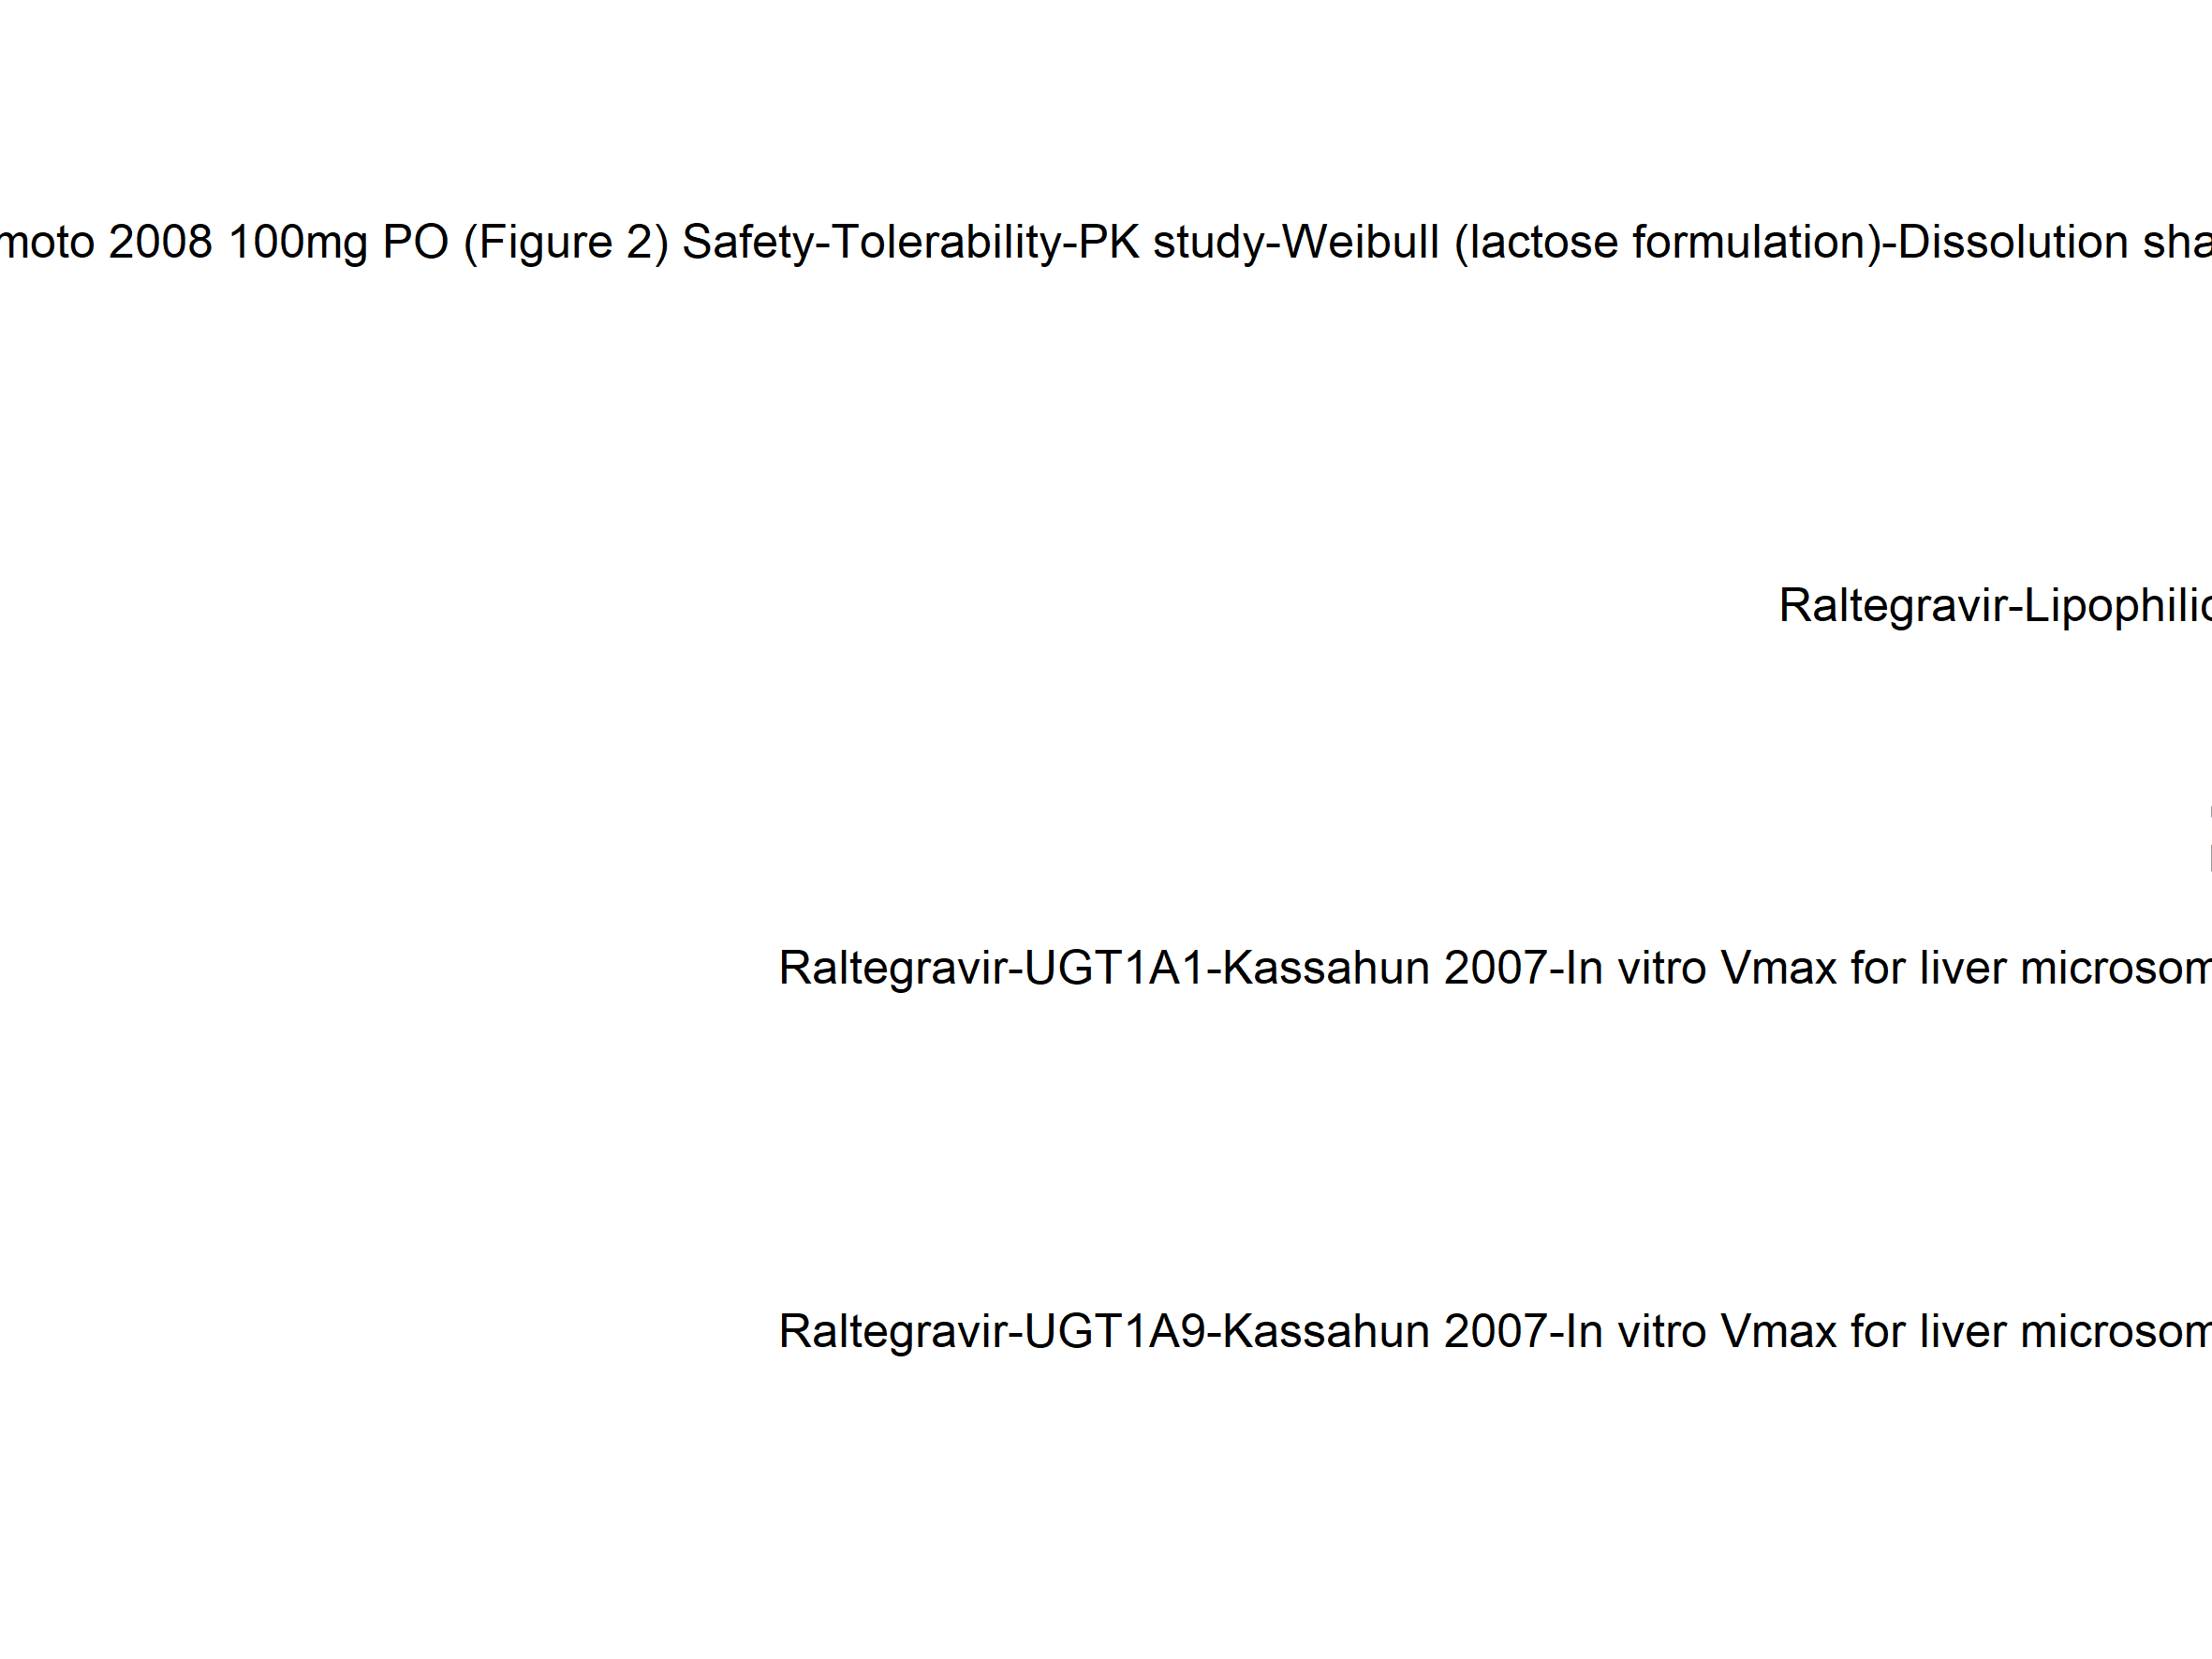 moto 2008 100mg PO (Figure 2) Safety-Tolerability-PK study-Weibull (lactose formulation)-Dissolution sha
Raltegravir-Lipophilic
Raltegravir-UGT1A1-Kassahun 2007-In vitro Vmax for liver microsom
Raltegravir-UGT1A9-Kassahun 2007-In vitro Vmax for liver microsom